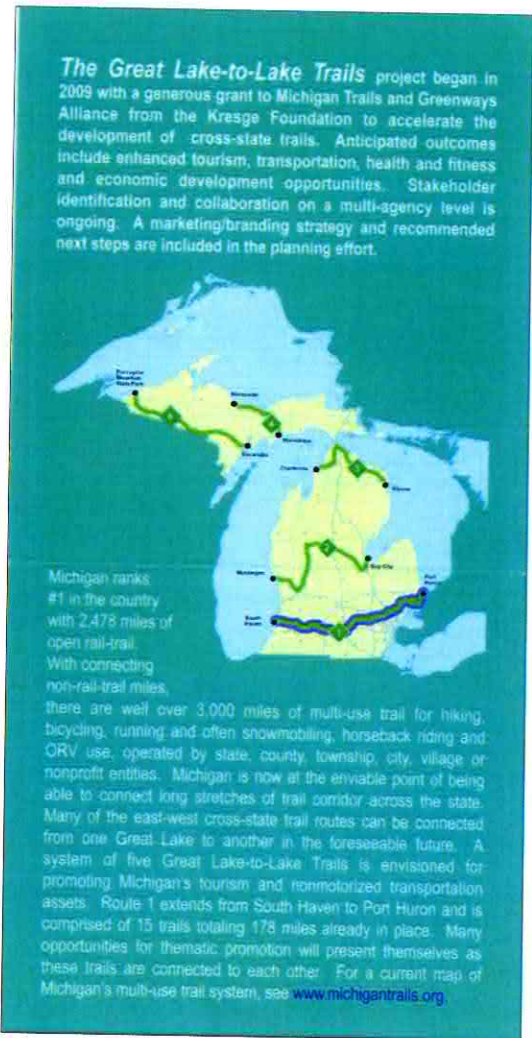 The Great Lake-to-Lake Trails project began in
2009 with a generous grant to Michigan Trails and Greenways
Alliance from the Kresge Foundation to accelerate the
development of cross-state trails. Anticipated outcomes
include enhanced tourism, transportation, health and fitness
and economic development opportunities. Stakeholder
identification and collaboration on a multi-agency level is
ongoing. A marketing/branding strategy and recommended
next steps are included in the planning effort.
Porcupine
Mountain
State Park
Escanaba
Charlevoix
Alpena
Muskegon
Bay City
Port
Huron
South
Haven
5
4
3
2
1
Michigan ranks
#1 in the country
with 2,478 miles of
open rail-trail.
With connecting
non-rail-trail miles,
there are well over 3,000 miles of multi-use trail for hiking,
bicycling, running and often snowmobiling, horseback riding and
ORV use, operated by state, county, township, city, village or
nonprofit entities. Michigan is now at the enviable point of being
able to connect long stretches of trail corridor across the state.
Many of the east-west cross-state trail routes can be connected
from one Great Lake to another in the foreseeable future. A
system of five Great Lake-to-Lake Trails is envisioned for
promoting Michigan's tourism and nonmotorized transportation
assets. Route 1 extends from South Haven to Port Huron and is
comprised of 15 trails totaling 178 miles already in place. Many
opportunities for thematic promotion will present themselves as
these trails are connected to each other. For a current map of
Michigan's multi-use trail system, see www.michigantrails.org.